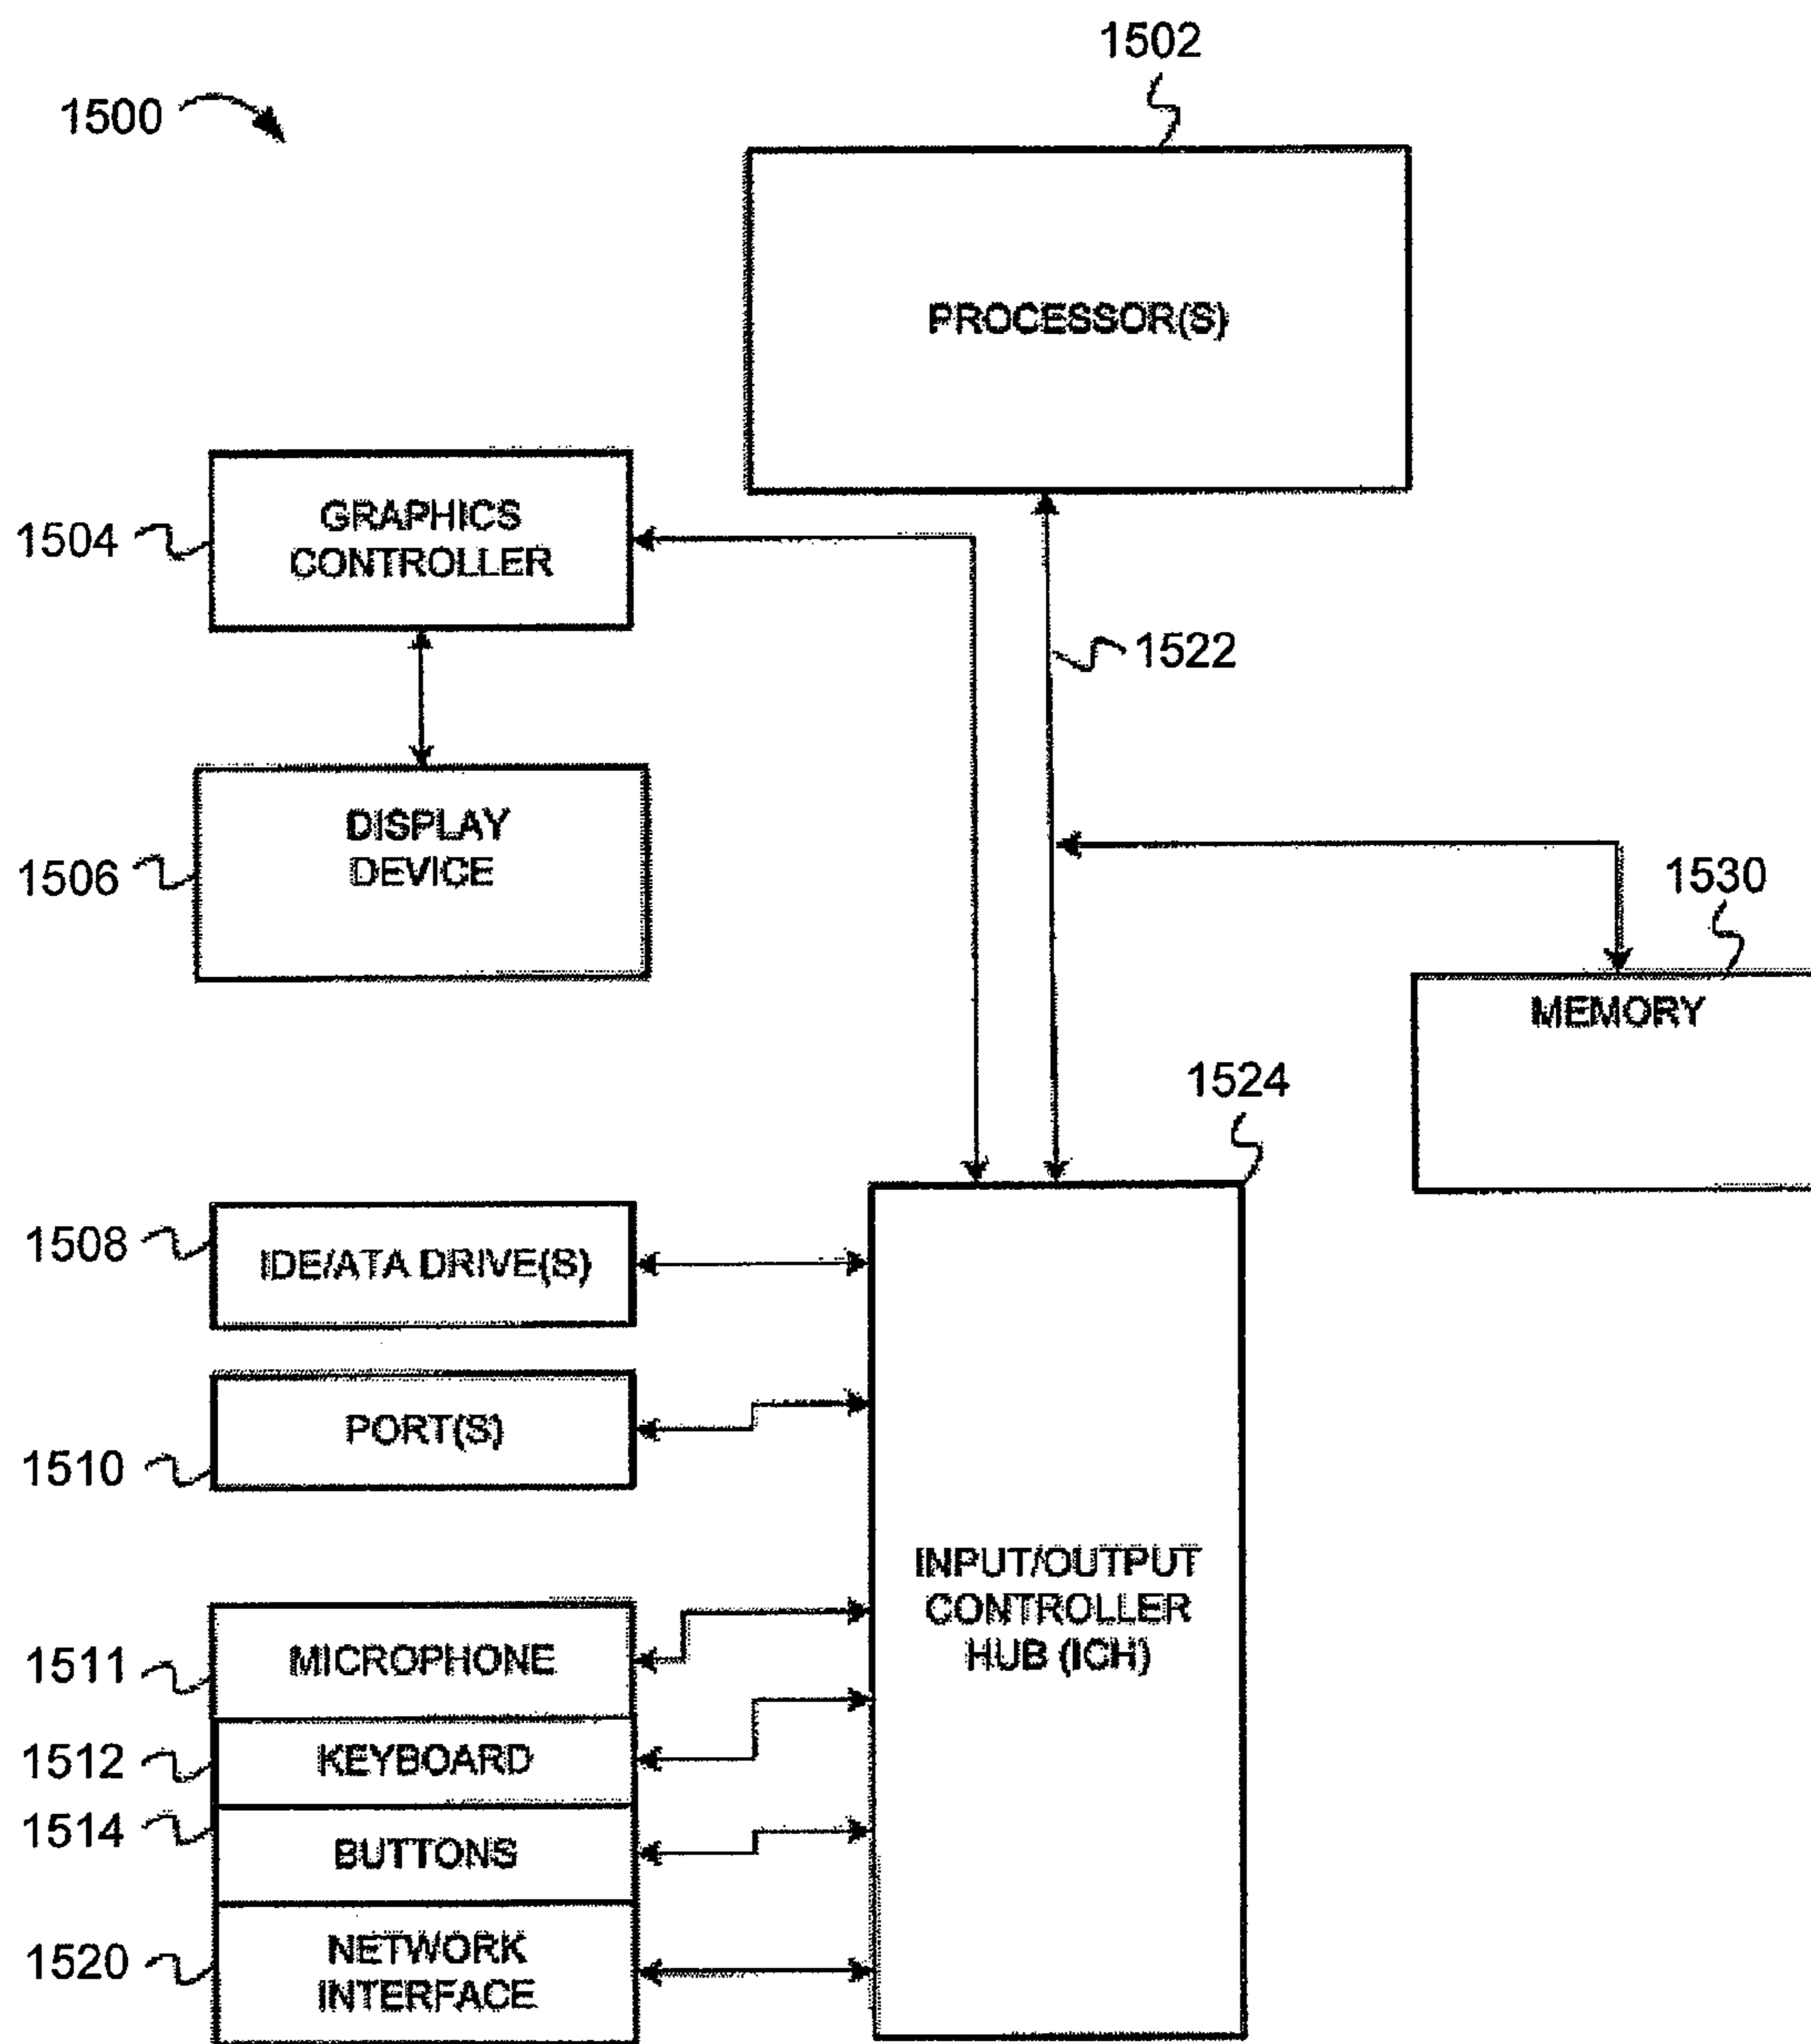 1502
1500
PROCESSOR(S)
1504
GRAPHICS
CONTROLLER
1522
1506
DISPLAY
DEVICE
1530
MEMORY
1524
1508
IDE/ATA DRIVE(S)
1510
PORT(S)
INPUT/OUTPUT
CONTROLLER
HUB (ICH)
1511
MICROPHONE
1512
KEYBOARD
1514
BUTTONS
1520
NETWORK
INTERFACE